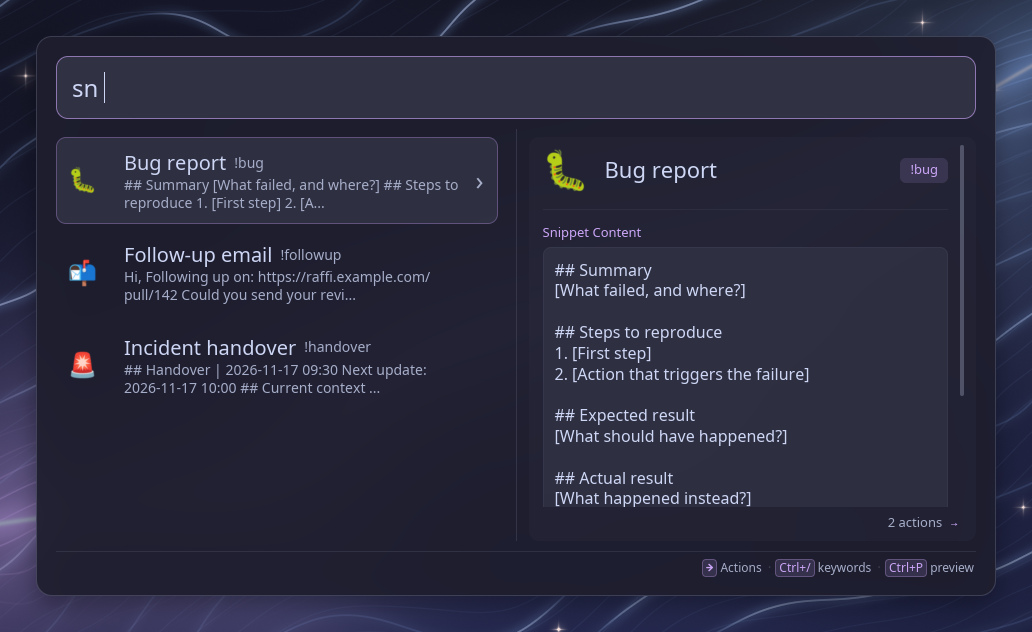 sn
Bug report !bug
## Summary [What failed, and where?] ## Steps to
reproduce 1. [First step] 2. [A...
Follow-up email !followup
Hi, Following up on: https://raffi.example.com/
pull/142 Could you send your revi...
Incident handover !handover
## Handover | 2026-11-17 09:30 Next update:
2026-11-17 10:00 ## Current context ...
Bug report !bug
Snippet Content
## Summary
[What failed, and where?]
## Steps to reproduce
1. [First step]
2. [Action that triggers the failure]
## Expected result
[What should have happened?]
## Actual result
[What happened instead?]
2 actions →
→ Actions · Ctrl+/ keywords · Ctrl+P preview